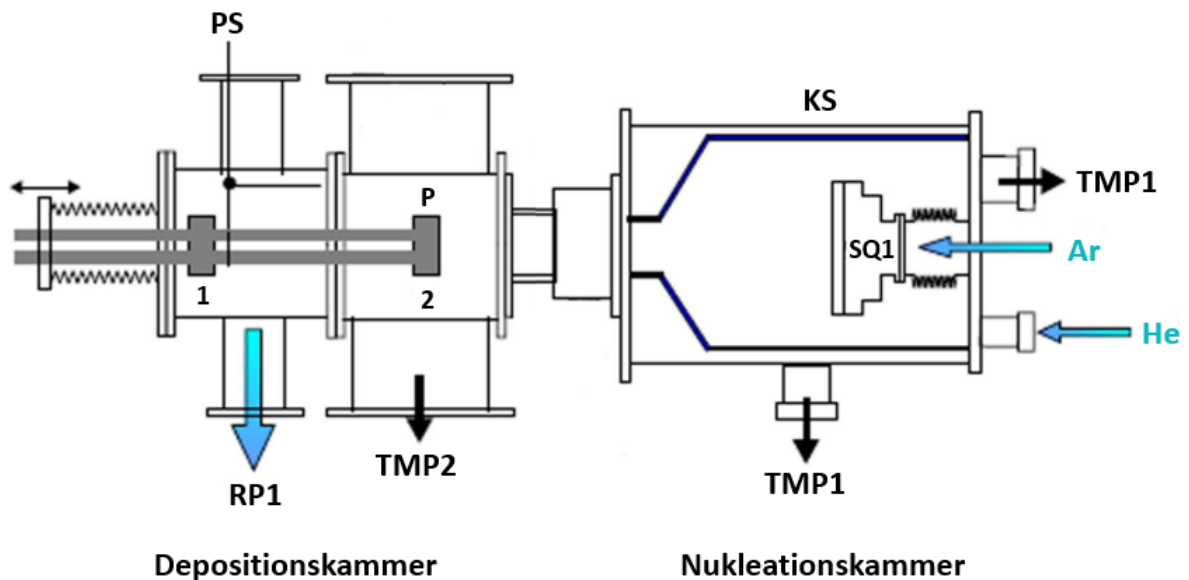 PS
KS
TMP1
P
SQ1
Ar
1
2
He
TMP2
RP1
TMP1
Depositionskammer
Nukleationskammer